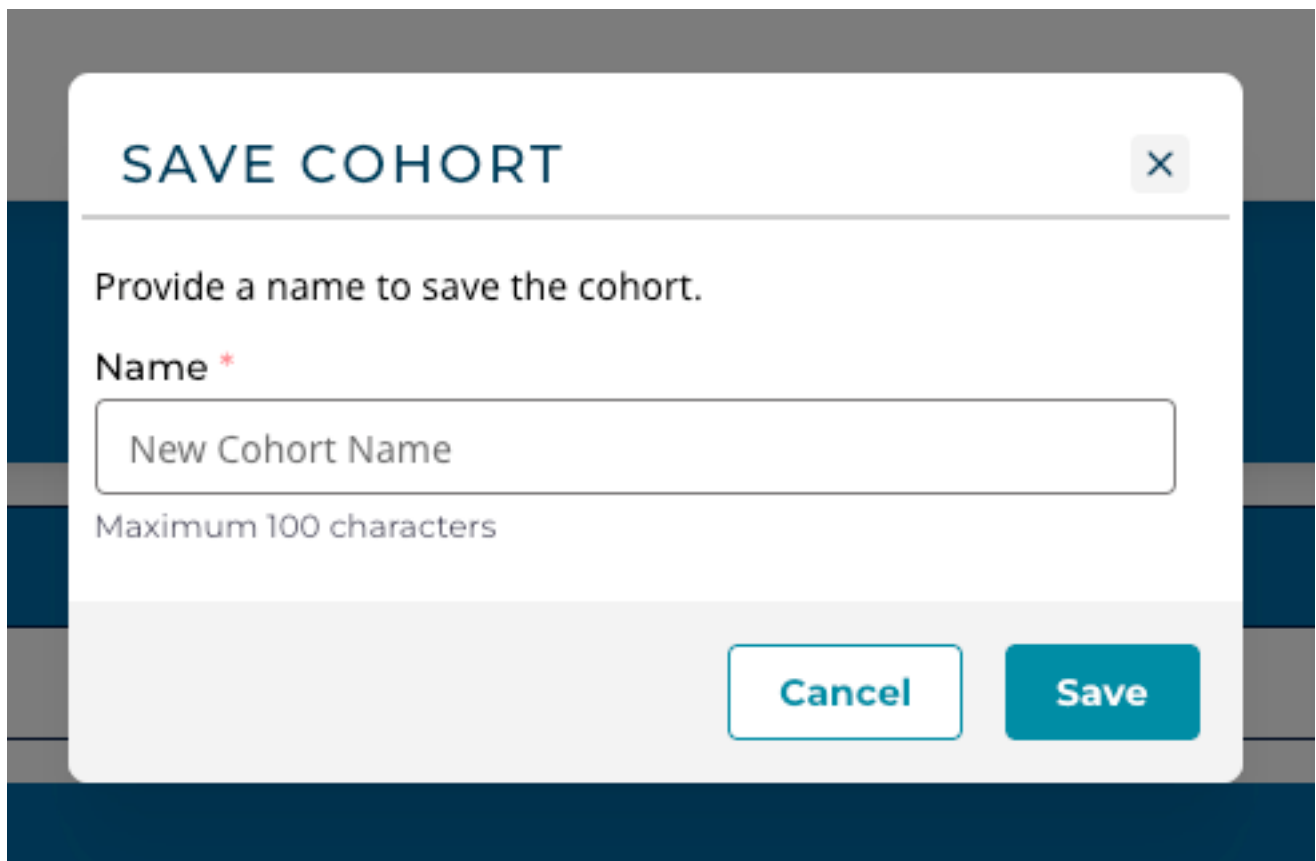 SAVE COHORT
Provide a name to save the cohort.
Name *
New Cohort Name
Maximum 100 characters
Cancel
Save